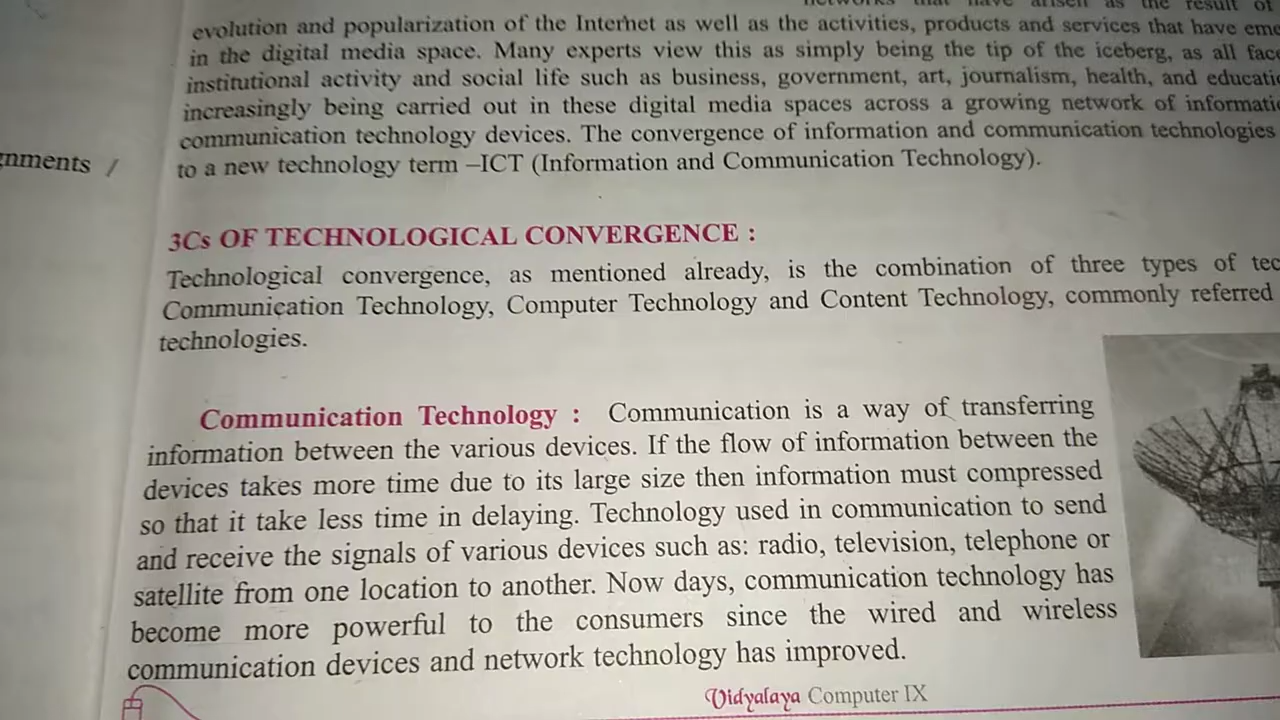 have arisen as the result of
evolution and popularization of the Internet as well as the activities, products and services that have eme
in the digital media space. Many experts view this as simply being the tip of the iceberg, as all face
institutional activity and social life such as business, government, art, journalism, health, and educatio
increasingly being carried out in these digital media spaces across a growing network of informatio
communication technology devices. The convergence of information and communication technologies
gnments /
to a new technology term –ICT (Information and Communication Technology).
3Cs OF TECHNOLOGICAL CONVERGENCE :
Technological convergence, as mentioned already, is the combination of three types of tec
Communication Technology, Computer Technology and Content Technology, commonly referred
technologies.
Communication Technology : Communication is a way of transferring
information between the various devices. If the flow of information between the
devices takes more time due to its large size then information must compressed
so that it take less time in delaying. Technology used in communication to send
and receive the signals of various devices such as: radio, television, telephone or
satellite from one location to another. Now days, communication technology has
become more powerful to the consumers since the wired and wireless
communication devices and network technology has improved.
Vidyalaya Computer IX